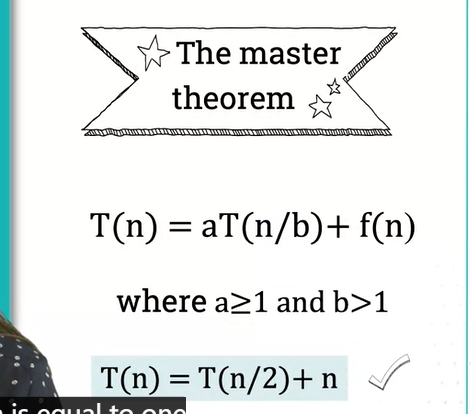 The master
theorem
T(n) = aT(n/b)+ f(n)
where a≥1 and b>1
T(n) = T(n/2)+ n
is equal to one